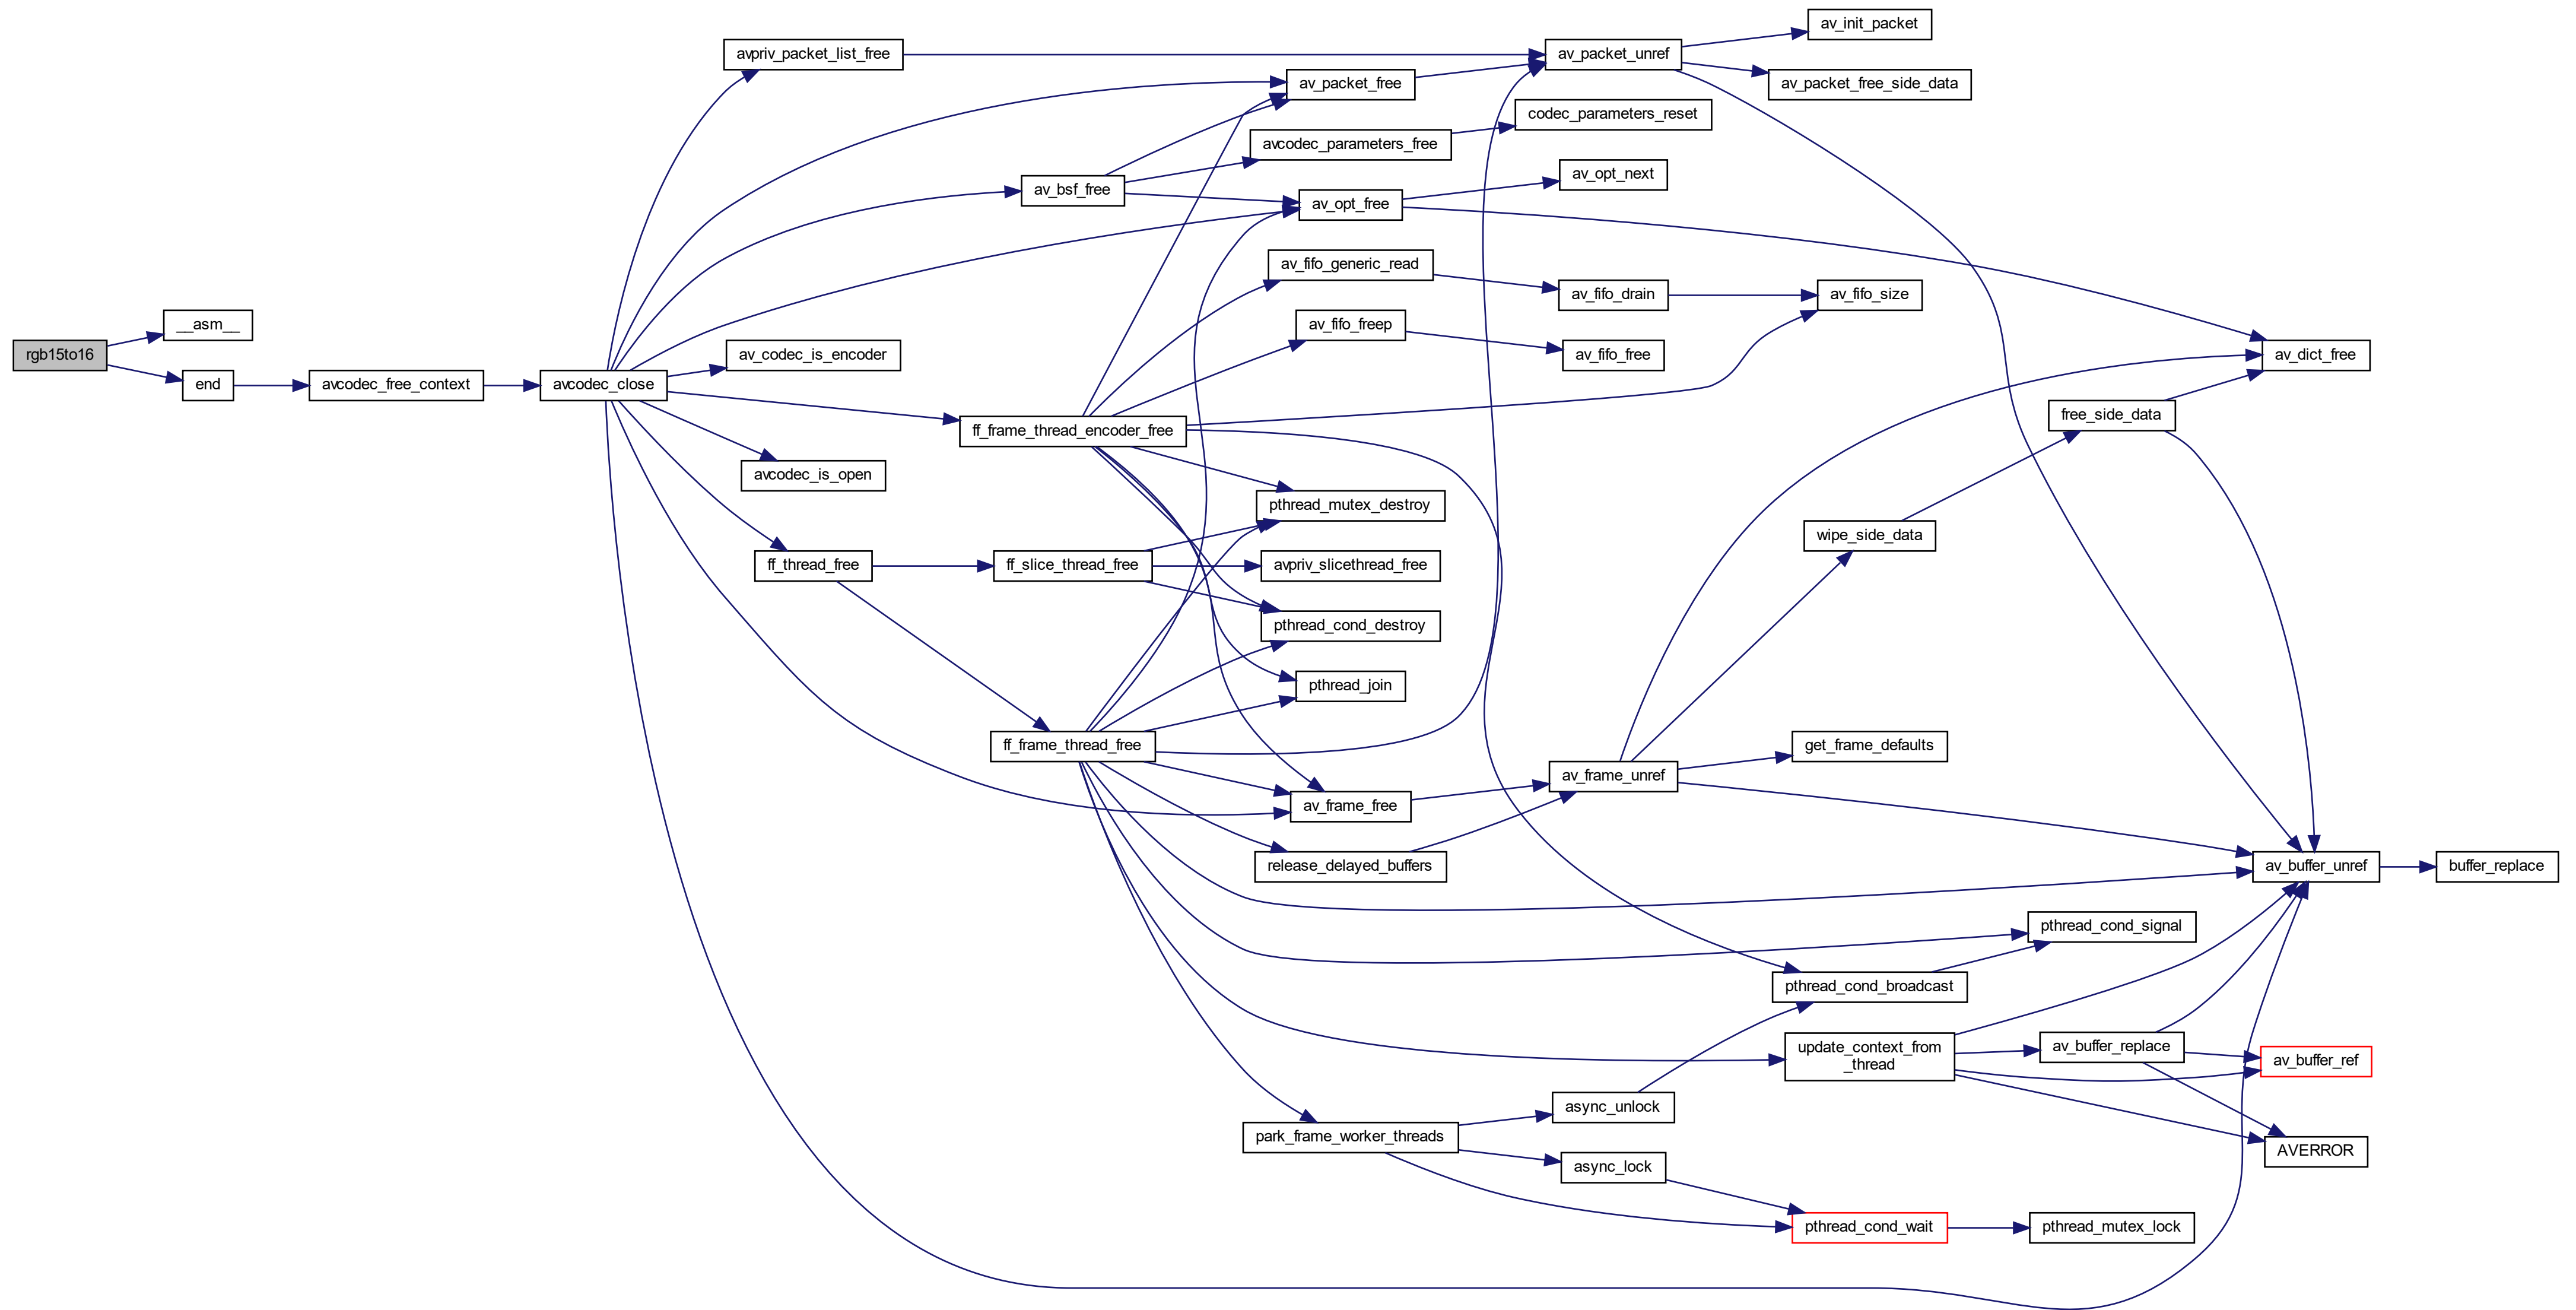 rgb15to16
__asm__
end
avcodec_free_context
avcodec_close
avpriv_packet_list_free
av_codec_is_encoder
avcodec_is_open
ff_thread_free
av_bsf_free
ff_frame_thread_encoder_free
ff_slice_thread_free
ff_frame_thread_free
av_packet_free
avcodec_parameters_free
av_opt_free
av_fifo_generic_read
av_fifo_freep
pthread_mutex_destroy
avpriv_slicethread_free
pthread_cond_destroy
pthread_join
av_frame_free
release_delayed_buffers
park_frame_worker_threads
av_packet_unref
codec_parameters_reset
av_opt_next
av_fifo_drain
av_fifo_free
av_frame_unref
async_unlock
async_lock
av_init_packet
av_packet_free_side_data
av_fifo_size
wipe_side_data
get_frame_defaults
pthread_cond_broadcast
update_context_from
_thread
pthread_cond_wait
free_side_data
pthread_cond_signal
av_buffer_replace
pthread_mutex_lock
av_dict_free
av_buffer_unref
av_buffer_ref
AVERROR
buffer_replace